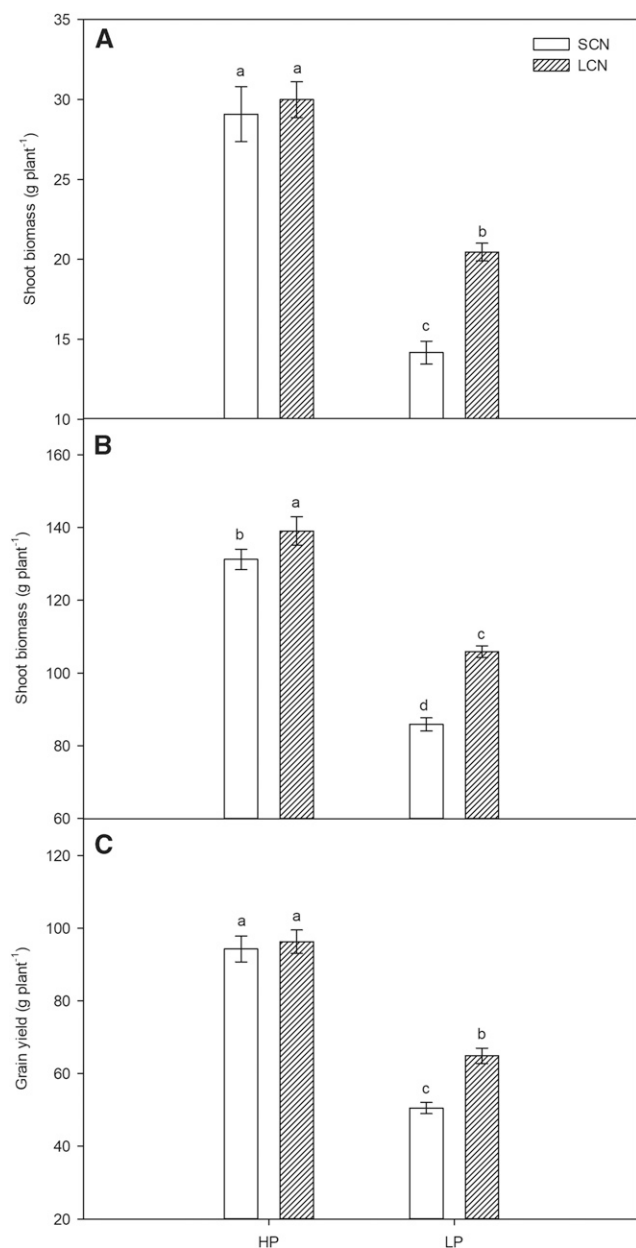 A
SCN
LCN
Shoot biomass (g plant⁻¹)
35
30
25
20
15
10
a
a
c
b
B
Shoot biomass (g plant⁻¹)
160
140
120
100
80
60
b
a
d
c
C
Grain yield (g plant⁻¹)
120
100
80
60
40
20
a
a
c
b
HP
LP